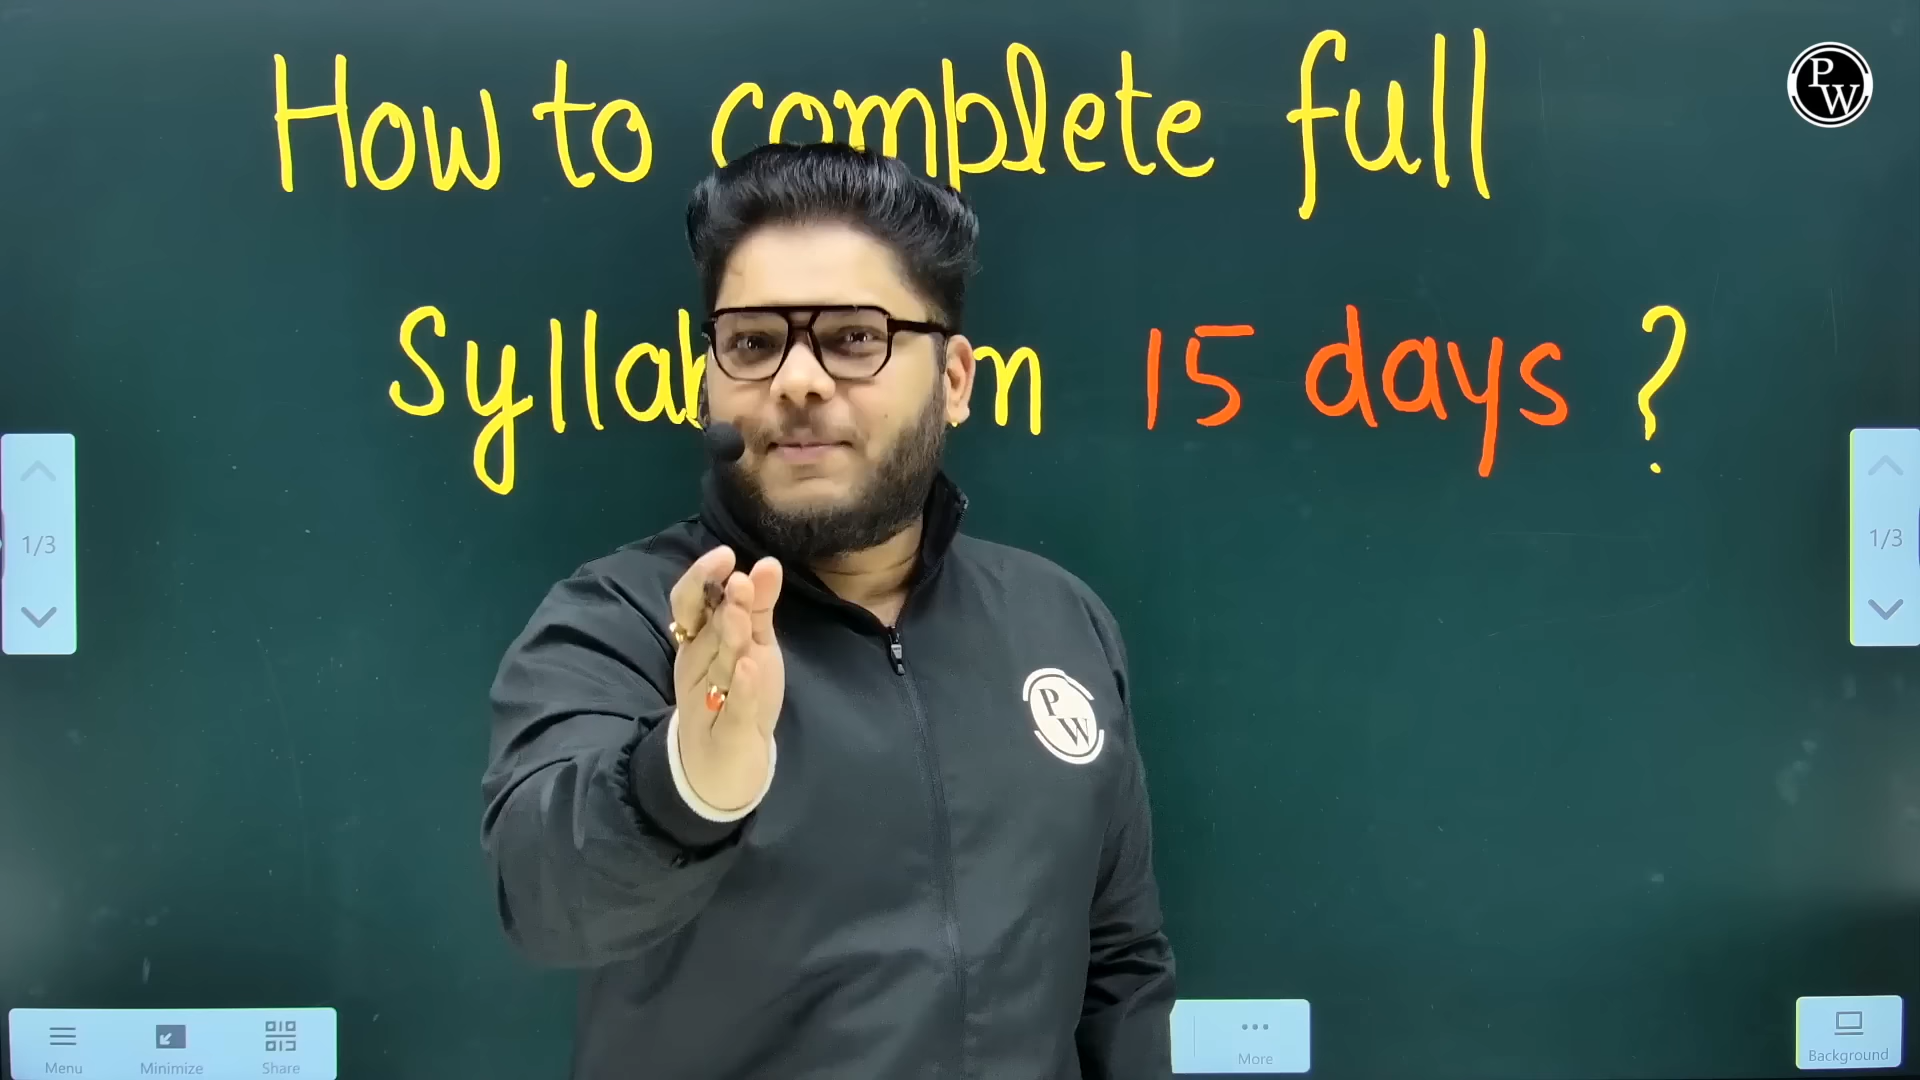 How to complete full
Syllab n 15 days ?
P
W
1/3
1/3
P
W
Menu
Minimize
Share
More
Background